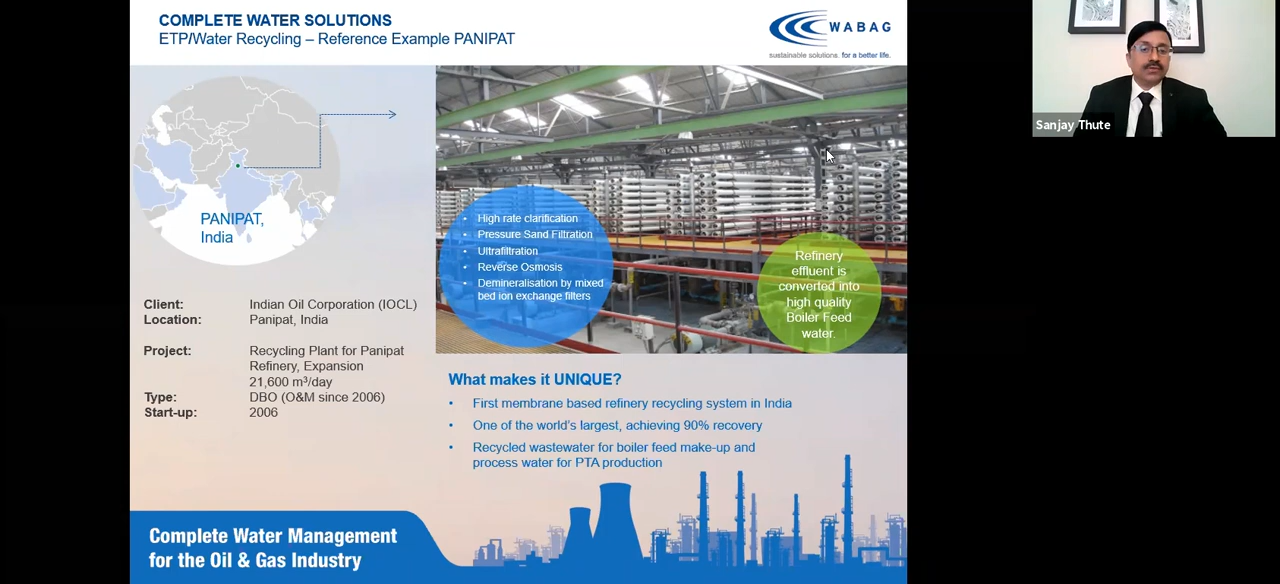 COMPLETE WATER SOLUTIONS
ETP/Water Recycling – Reference Example PANIPAT
WABAG
sustainable solutions. for a better life.
Sanjay Thute
PANIPAT,
India
• High rate clarification
• Pressure Sand Filtration
• Ultrafiltration
• Reverse Osmosis
• Demineralisation by mixed
bed ion exchange filters
Refinery
effluent is
converted into
high quality
Boiler Feed
water.
Client: Indian Oil Corporation (IOCL)
Location: Panipat, India
Project: Recycling Plant for Panipat
Refinery, Expansion
21,600 m³/day
Type: DBO (O&M since 2006)
Start-up: 2006
What makes it UNIQUE?
• First membrane based refinery recycling system in India
• One of the world's largest, achieving 90% recovery
• Recycled wastewater for boiler feed make-up and
process water for PTA production
Complete Water Management
for the Oil & Gas Industry